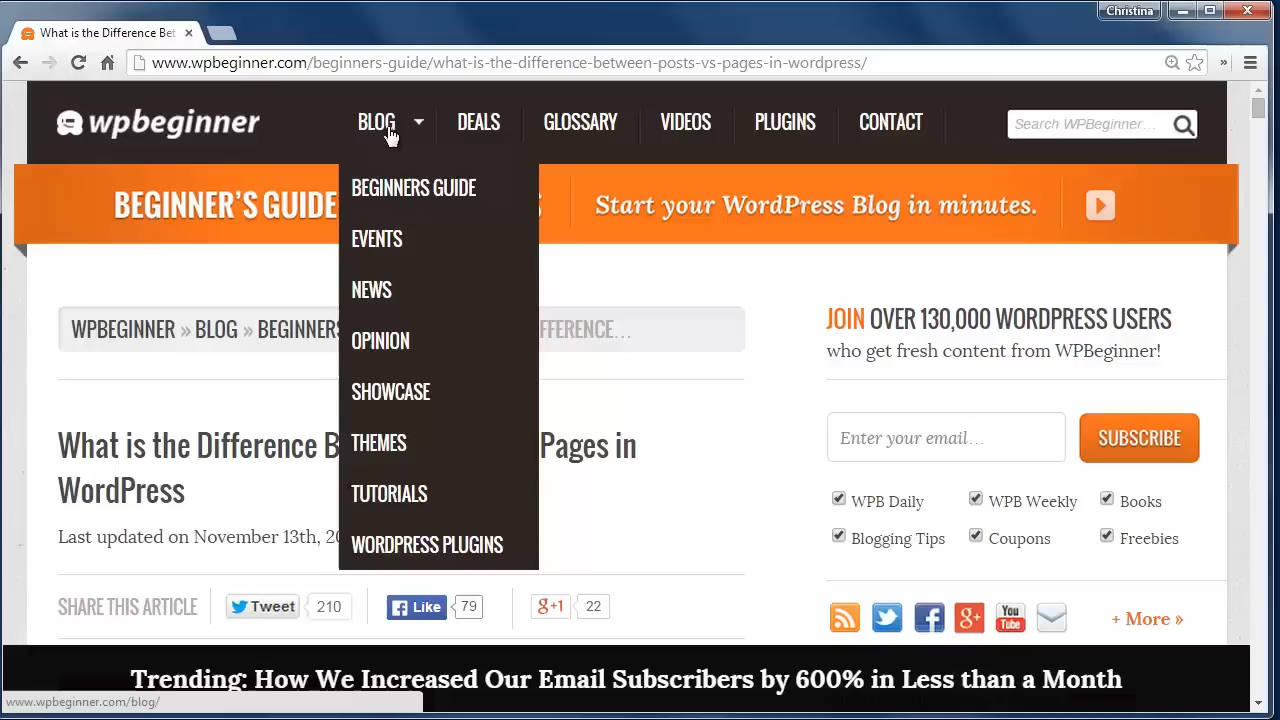 Christina
What is the Difference Bet
www.wpbeginner.com/beginners-guide/what-is-the-difference-between-posts-vs-pages-in-wordpress/
wpbeginner
BLOG
DEALS
GLOSSARY
VIDEOS
PLUGINS
CONTACT
Search WPBeginner...
BEGINNER'S GUIDE
Start your WordPress Blog in minutes.
BEGINNERS GUIDE
EVENTS
NEWS
OPINION
SHOWCASE
THEMES
TUTORIALS
WORDPRESS PLUGINS
WPBEGINNER » BLOG » BEGINNERS
FFERENCE...
What is the Difference B Pages in
WordPress
Last updated on November 13th, 20
SHARE THIS ARTICLE
Tweet 210
Like 79
g+1 22
JOIN OVER 130,000 WORDPRESS USERS
who get fresh content from WPBeginner!
Enter your email...
SUBSCRIBE
WPB Daily
WPB Weekly
Books
Blogging Tips
Coupons
Freebies
You Tube
+ More »
Trending: How We Increased Our Email Subscribers by 600% in Less than a Month
www.wpbeginner.com/blog/